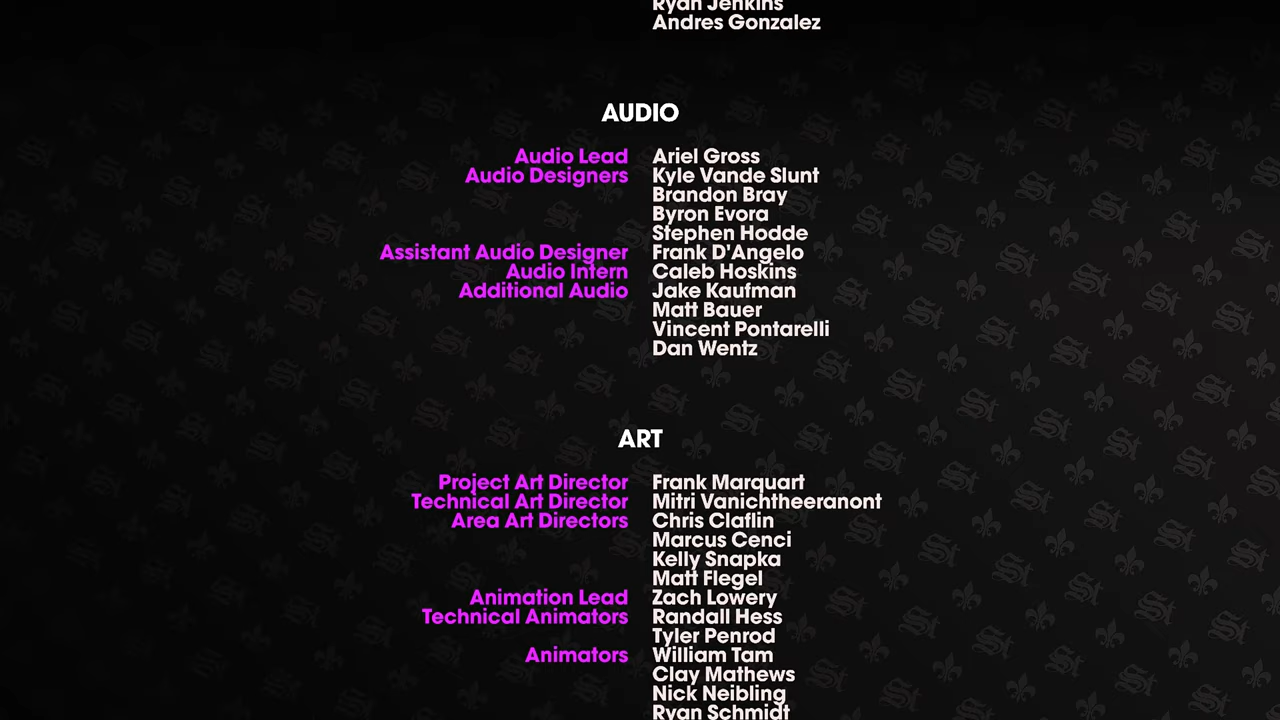 Ryan Jenkins
Andres Gonzalez
AUDIO
Audio Lead Ariel Gross
Audio Designers Kyle Vande Slunt
Brandon Bray
Byron Evora
Stephen Hodde
Assistant Audio Designer Frank D'Angelo
Audio Intern Caleb Hoskins
Additional Audio Jake Kaufman
Matt Bauer
Vincent Pontarelli
Dan Wentz
ART
Project Art Director Frank Marquart
Technical Art Director Mitri Vanichtheeranont
Area Art Directors Chris Claflin
Marcus Cenci
Kelly Snapka
Matt Flegel
Animation Lead Zach Lowery
Technical Animators Randall Hess
Tyler Penrod
Animators William Tam
Clay Mathews
Nick Neibling
Ryan Schmidt